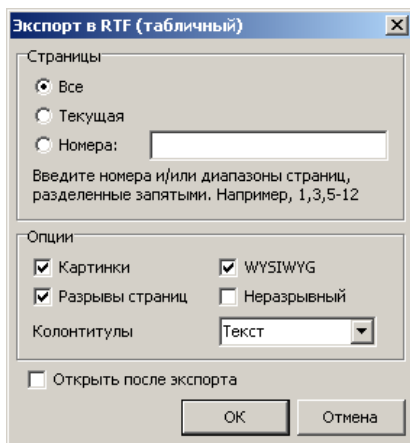 Экспорт в RTF (табличный)
Страницы
Все
Текущая
Номера:
Введите номера и/или диапазоны страниц,
разделенные запятыми. Например, 1,3,5-12
Опции
Картинки WYSIWYG
Разрывы страниц Неразрывный
Колонтитулы Текст
Открыть после экспорта
ОК Отмена